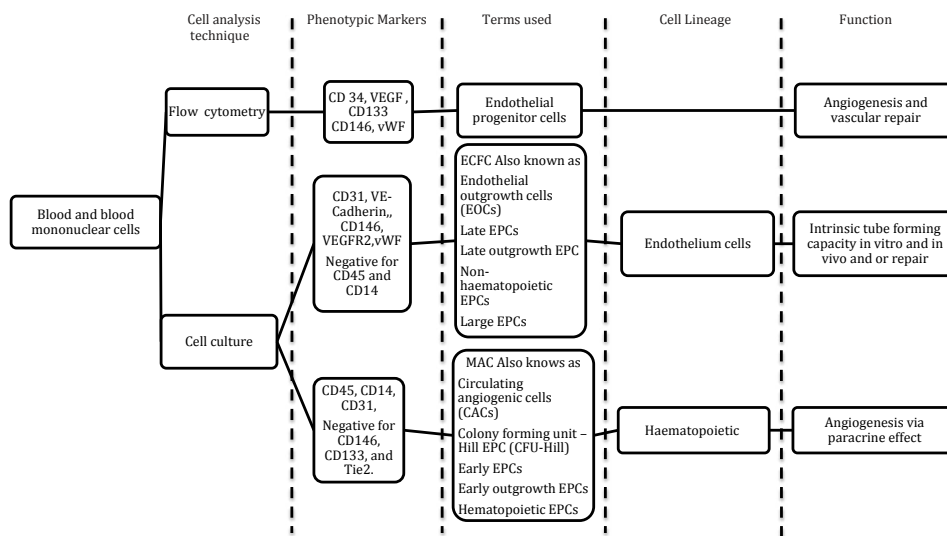 Cell analysis
technique
Phenotypic Markers
Terms used
Cell Lineage
Function
Flow cytometry
CD 34, VEGF ,
CD133
CD146, vWF
Endothelial
progenitor cells
Angiogenesis and
vascular repair
Blood and blood
mononuclear cells
CD31, VE-
Cadherin,,
CD146,
VEGFR2,vWF
Negative for
CD45 and
CD14
ECFC Also known as
Endothelial
outgrowth cells
(EOCs)
Late EPCs
Late outgrowth EPC
Non-
haematopoietic
EPCs
Large EPCs
Endothelium cells
Intrinsic tube forming
capacity in vitro and in
vivo and or repair
Cell culture
CD45, CD14,
CD31,
Negative for
CD146,
CD133, and
Tie2.
MAC Also knows as
Circulating
angiogenic cells
(CACs)
Colony forming unit –
Hill EPC (CFU-Hill)
Early EPCs
Early outgrowth EPCs
Hematopoietic EPCs
Haematopoietic
Angiogenesis via
paracrine effect